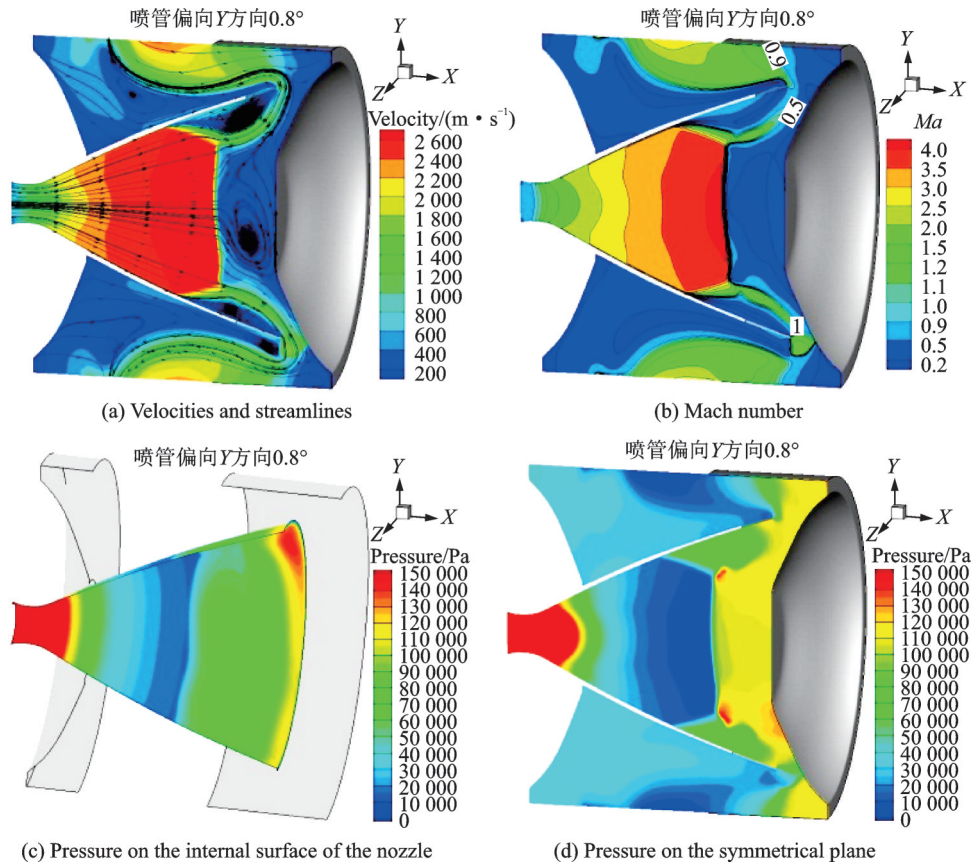 喷管偏向Y方向0.8°
Y
X
Z
Velocity/(m·s⁻¹)
2 600
2 400
2 200
2 000
1 800
1 600
1 400
1 200
1 000
800
600
400
200
(a) Velocities and streamlines
喷管偏向Y方向0.8°
0.9
0.5
1
Y
X
Z
Ma
4.0
3.5
3.0
2.5
2.0
1.5
1.2
1.1
1.0
0.9
0.5
0.2
(b) Mach number
喷管偏向Y方向0.8°
Y
X
Z
Pressure/Pa
150 000
140 000
130 000
120 000
110 000
100 000
90 000
80 000
70 000
60 000
50 000
40 000
30 000
20 000
10 000
0
(c) Pressure on the internal surface of the nozzle
喷管偏向Y方向0.8°
Y
X
Z
Pressure/Pa
150 000
140 000
130 000
120 000
110 000
100 000
90 000
80 000
70 000
60 000
50 000
40 000
30 000
20 000
10 000
0
(d) Pressure on the symmetrical plane